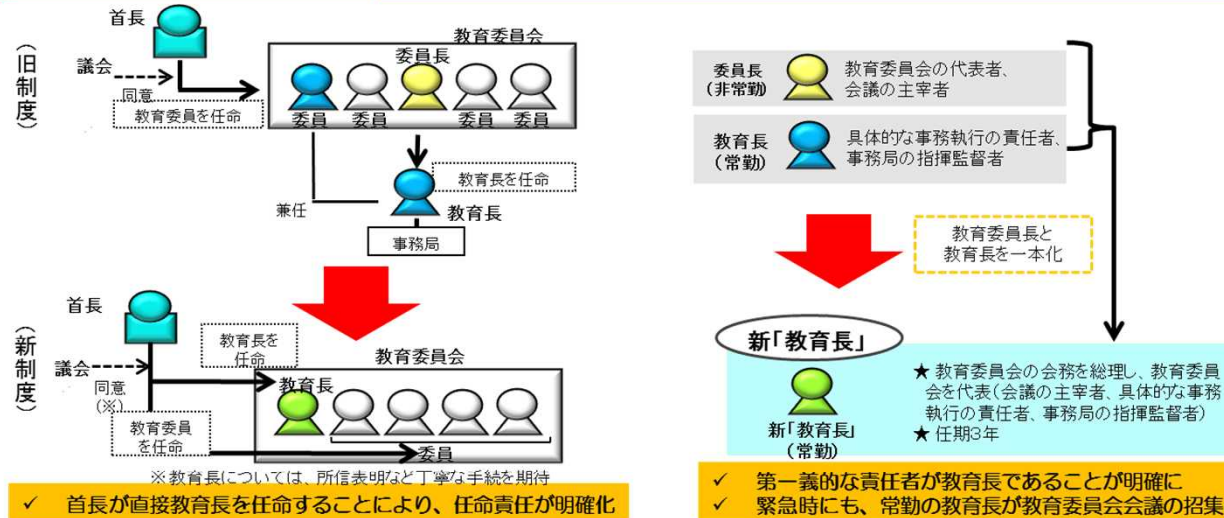 首長
教育委員会
委員長
(旧制度)
議会
同意
教育委員を任命
委員
委員
委員
委員
教育長を任命
兼任
教育長
事務局
首長
(新制度)
議会
同意
(※)
教育長を
任命
教育委員会
教育長
教育委員
を任命
委員
※教育長については、所信表明など丁寧な手続を期待
✓ 首長が直接教育長を任命することにより、任命責任が明確化
委員長
(非常勤)
教育委員会の代表者、
会議の主宰者
教育長
(常勤)
具体的な事務執行の責任者、
事務局の指揮監督者
教育委員長と
教育長を一本化
新「教育長」
新「教育長」
(常勤)
★ 教育委員会の会務を総理し、教育委員
会を代表(会議の主宰者、具体的な事務
執行の責任者、事務局の指揮監督者)
★ 任期3年
✓ 第一義的な責任者が教育長であることが明確に
✓ 緊急時にも、常勤の教育長が教育委員会会議の招集